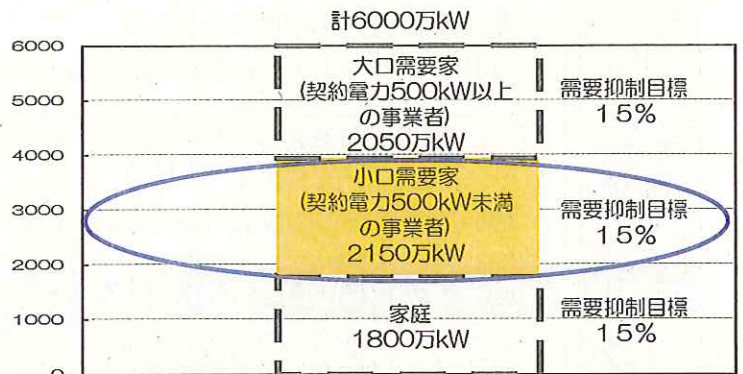 計6000万kW
6000
5000
4000
3000
2000
1000
0
大口需要家
(契約電力500kW以上
の事業者)
2050万kW
需要抑制目標
15%
小口需要家
(契約電力500kW未満
の事業者)
2150万kW
需要抑制目標
15%
家庭
1800万kW
需要抑制目標
15%